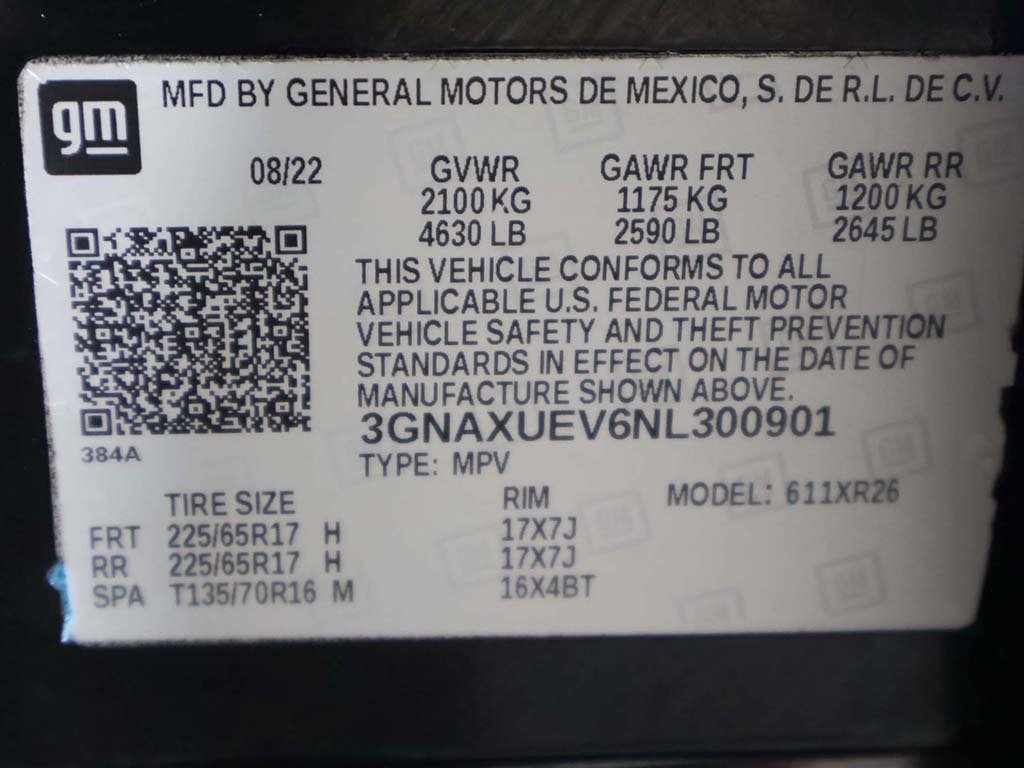 gm
MFD BY GENERAL MOTORS DE MEXICO, S. DE R.L. DE C.V.
08/22 GVWR GAWR FRT GAWR RR
2100 KG 1175 KG 1200 KG
4630 LB 2590 LB 2645 LB
THIS VEHICLE CONFORMS TO ALL
APPLICABLE U.S. FEDERAL MOTOR
VEHICLE SAFETY AND THEFT PREVENTION
STANDARDS IN EFFECT ON THE DATE OF
MANUFACTURE SHOWN ABOVE.
3GNAXUEV6NL300901
384A
TYPE: MPV
TIRE SIZE RIM MODEL: 611XR26
FRT 225/65R17 H 17X7J
RR 225/65R17 H 17X7J
SPA T135/70R16 M 16X4BT